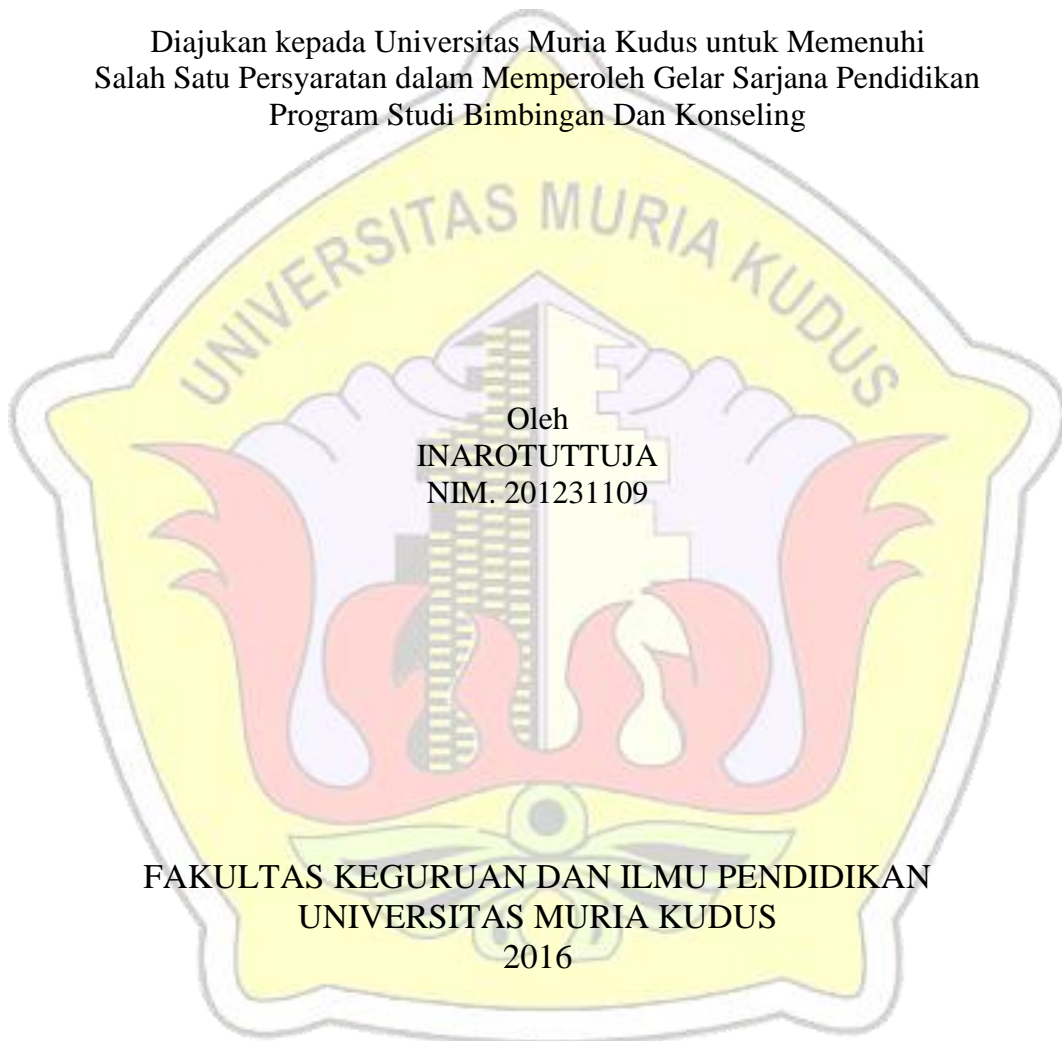 Diajukan kepada Universitas Muria Kudus untuk Memenuhi
Salah Satu Persyaratan dalam Memperoleh Gelar Sarjana Pendidikan
Program Studi Bimbingan Dan Konseling
UNIVERSITAS MURIA KUDUS
Oleh
INAROTUTTUJA
NIM. 201231109
FAKULTAS KEGURUAN DAN ILMU PENDIDIKAN
UNIVERSITAS MURIA KUDUS
2016